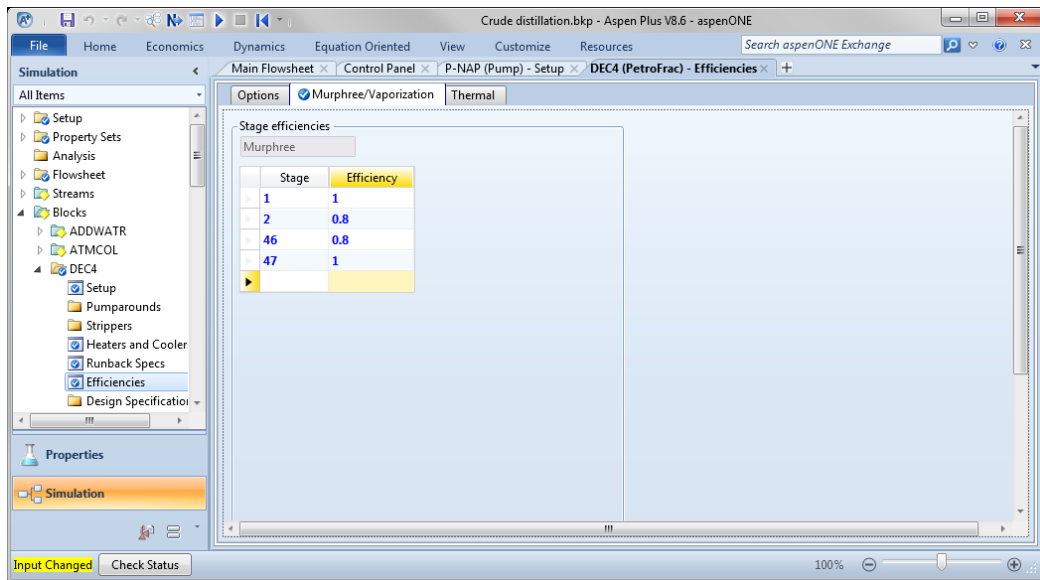 Crude distillation.bkp - Aspen Plus V8.6 - aspenONE
File Home Economics Dynamics Equation Oriented View Customize Resources Search aspenONE Exchange
Simulation
Main Flowsheet Control Panel P-NAP (Pump) - Setup DEC4 (PetroFrac) - Efficiencies
All Items
Options Murphree/Vaporization Thermal
Setup
Property Sets
Analysis
Flowsheet
Streams
Blocks
ADDWATR
ATMCOL
DEC4
Setup
Pumparounds
Strippers
Heaters and Cooler
Runback Specs
Efficiencies
Design Specification
Stage efficiencies
Murphree
Stage Efficiency
1 1
2 0.8
46 0.8
47 1
Properties
Simulation
Input Changed Check Status 100%